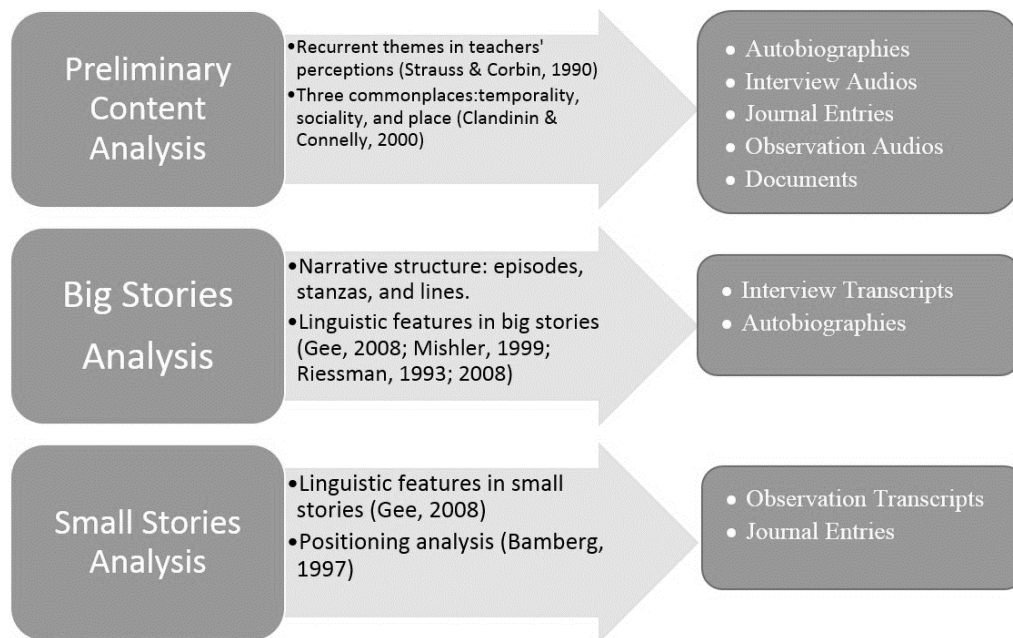 Preliminary
Content
Analysis
•Recurrent themes in teachers'
perceptions (Strauss & Corbin, 1990)
•Three commonplaces:temporality,
sociality, and place (Clandinin &
Connelly, 2000)
• Autobiographies
• Interview Audios
• Journal Entries
• Observation Audios
• Documents
Big Stories
Analysis
•Narrative structure: episodes,
stanzas, and lines.
•Linguistic features in big stories
(Gee, 2008; Mishler, 1999;
Riessman, 1993; 2008)
• Interview Transcripts
• Autobiographies
Small Stories
Analysis
•Linguistic features in small
stories (Gee, 2008)
•Positioning analysis (Bamberg,
1997)
• Observation Transcripts
• Journal Entries